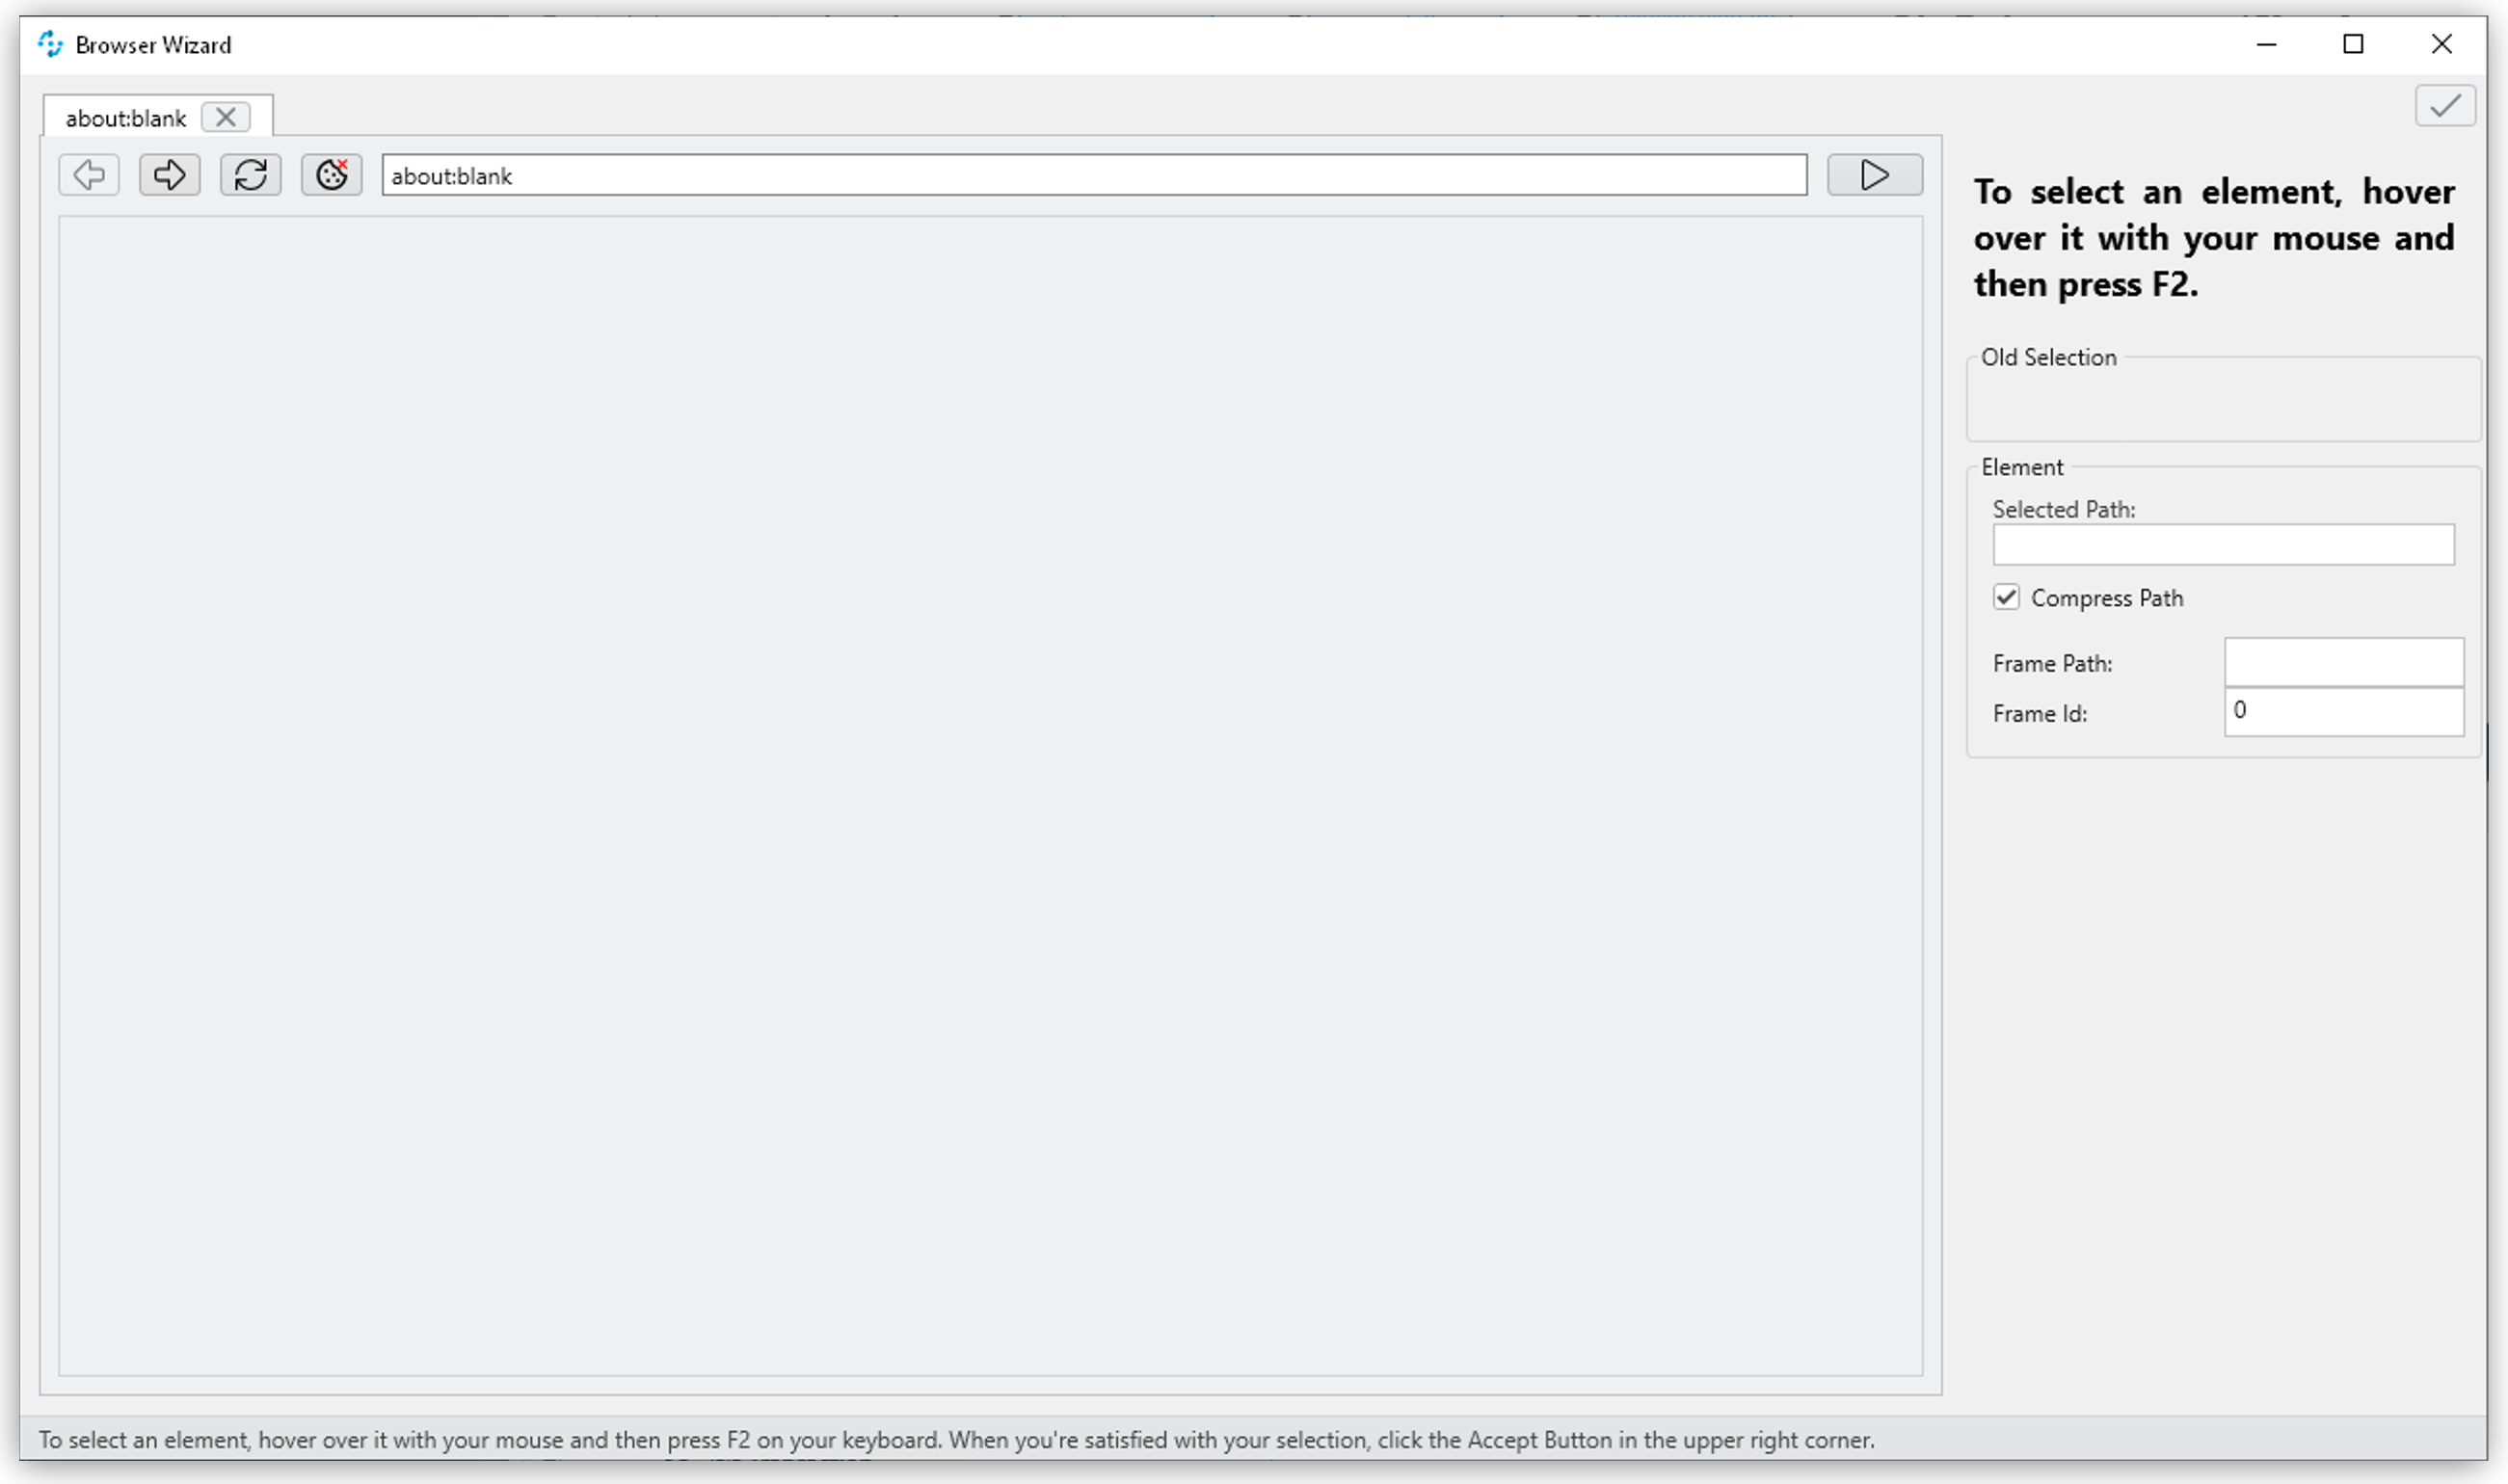 Browser Wizard
about:blank
about:blank
To select an element, hover
over it with your mouse and
then press F2.
Old Selection
Element
Selected Path:
Compress Path
Frame Path:
Frame Id:
0
To select an element, hover over it with your mouse and then press F2 on your keyboard. When you're satisfied with your selection, click the Accept Button in the upper right corner.